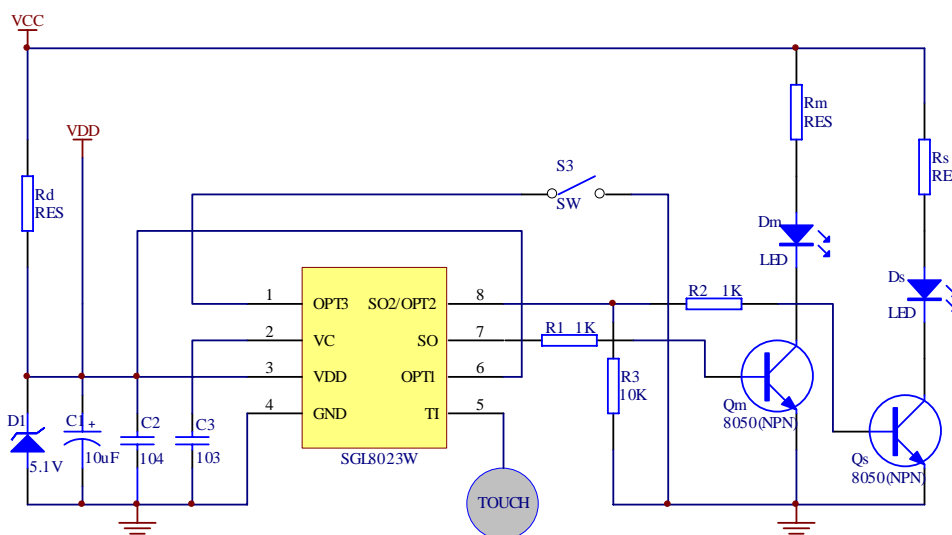 VCC
VDD
Rd
RES
S3
SW
Rm
RES
Rs
Dm
LED
Ds
LED
1 OPT3 SO2/OPT2 8
2 VC SO 7
3 VDD OPT1 6
4 GND TI 5
SGL8023W
R2 1K
R1 1K
R3
10K
D1
5.1V
C1 +
10uF
C2
104
C3
103
TOUCH
Qm
8050(NPN)
Qs
8050(NPN)